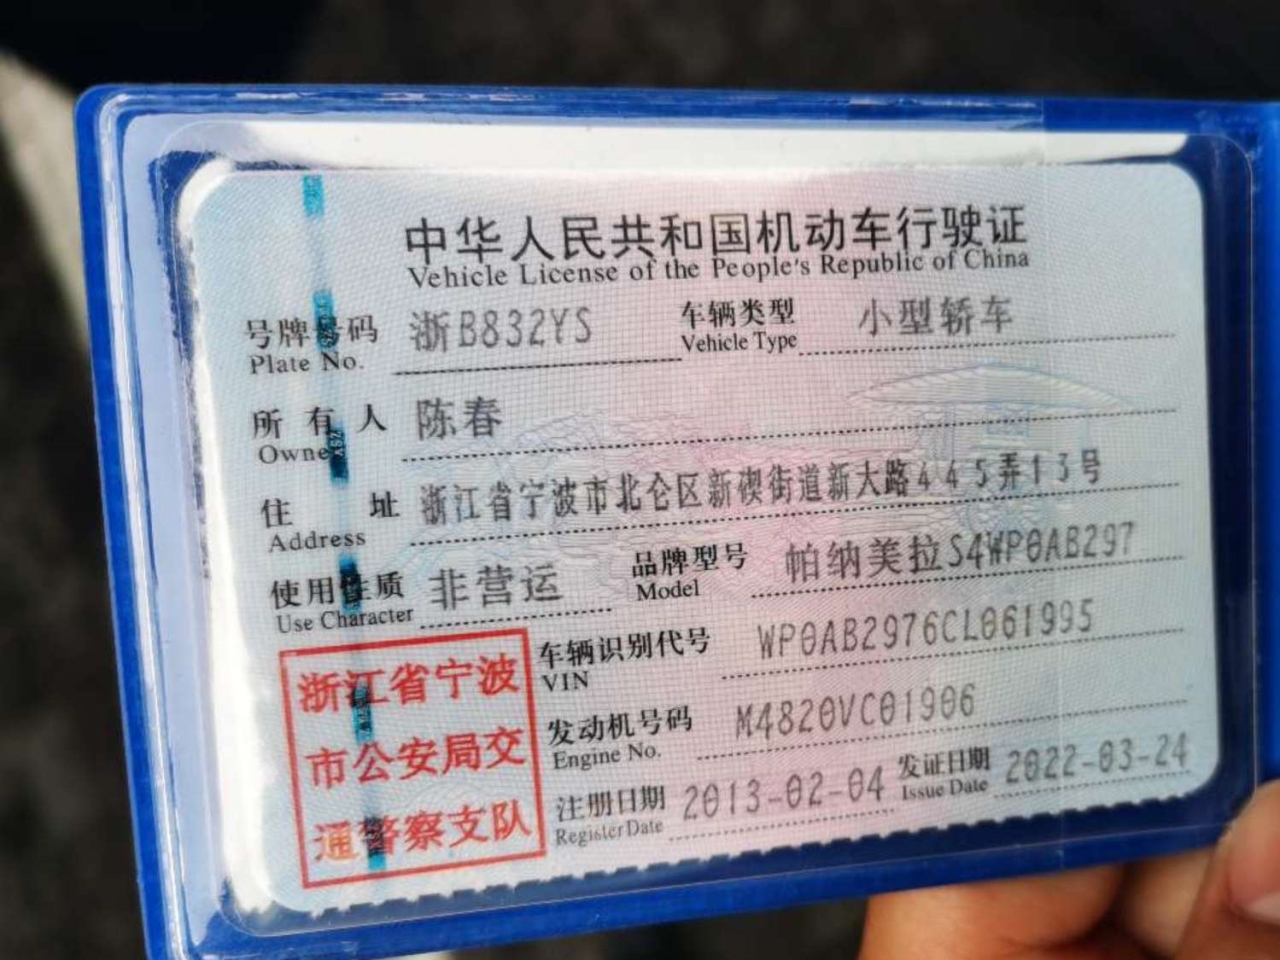 中华人民共和国机动车行驶证
Vehicle License of the People's Republic of China
号牌号码 浙B832YS 车辆类型 小型轿车
Plate No. Vehicle Type
所有人 陈春
Owner
住址 浙江省宁波市北仑区新碶街道新大路445弄13号
Address
使用性质 非营运 品牌型号 帕纳美拉S4WP0AB297
Use Character Model
浙江省宁波
市公安局交
通警察支队
车辆识别代号 WP0AB2976CL061995
VIN
发动机号码 M4820VC01906
Engine No.
注册日期 2013-02-04 发证日期 2022-03-24
Register Date Issue Date